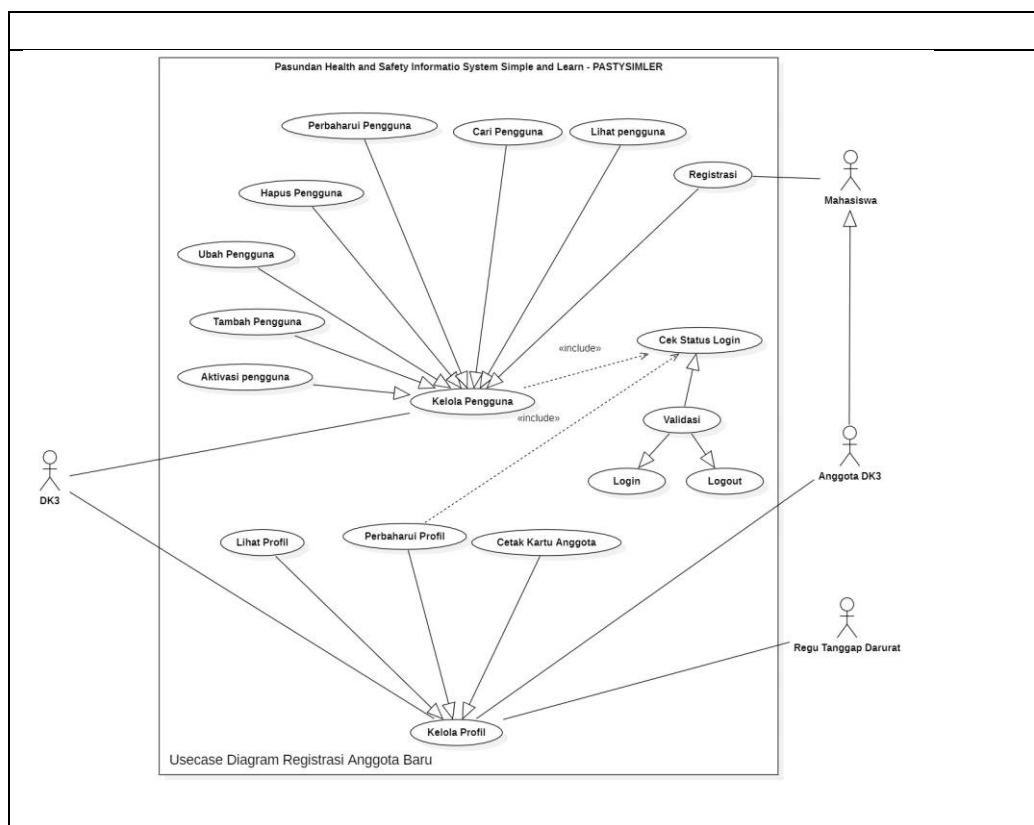 Pasundan Health and Safety Informatio System Simple and Learn - PASTYSIMLER
Perbaharui Pengguna
Cari Pengguna
Lihat pengguna
Registrasi
Mahasiswa
Hapus Pengguna
Ubah Pengguna
Tambah Pengguna
Cek Status Login
«include»
Aktivasi pengguna
Kelola Pengguna
«include»
Validasi
Login
Logout
Anggota DK3
DK3
Lihat Profil
Perbaharui Profil
Cetak Kartu Anggota
Regu Tanggap Darurat
Kelola Profil
Usecase Diagram Registrasi Anggota Baru